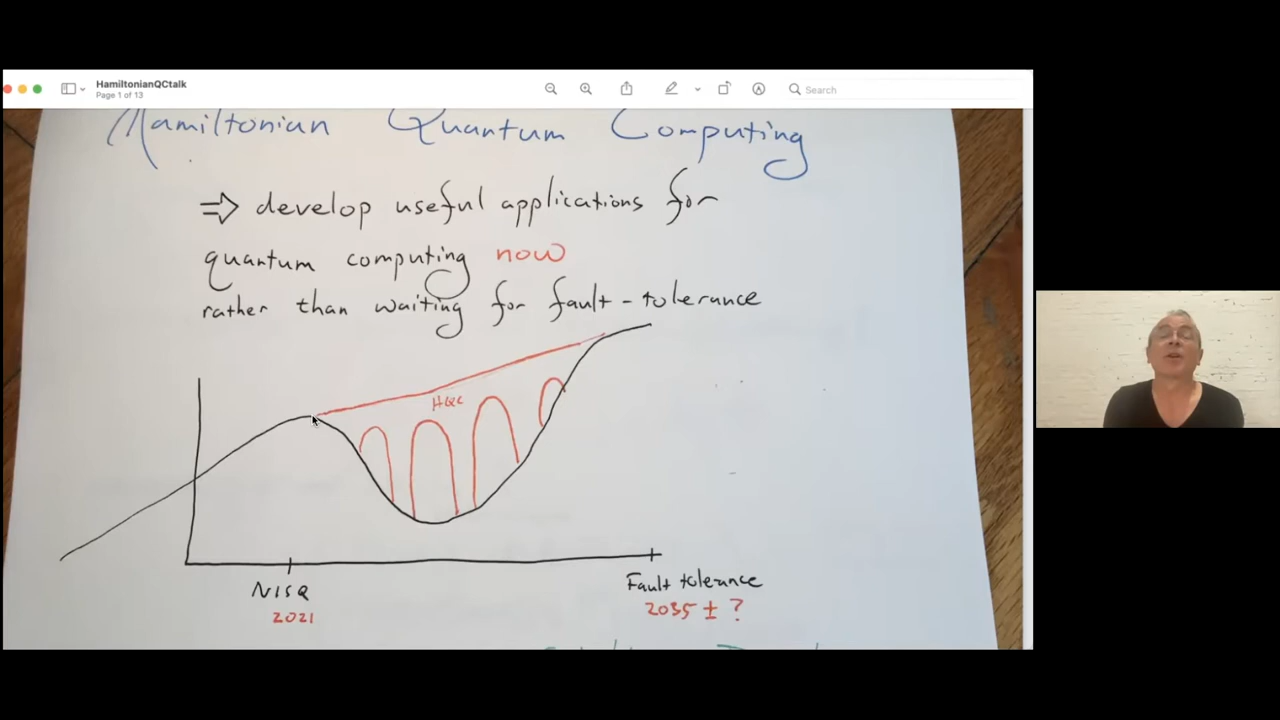 HamiltonianQCtalk
Page 1 of 13
Search
Hamiltonian Quantum Computing
⇒ develop useful applications for
quantum computing now
rather than waiting for fault-tolerance
HQC
NISQ
Fault tolerance
2021
2035 ± ?